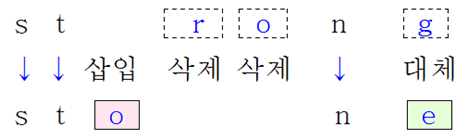 s t r o n g
↓ ↓ 삽입 삭제 삭제 ↓ 대체
s t o n e